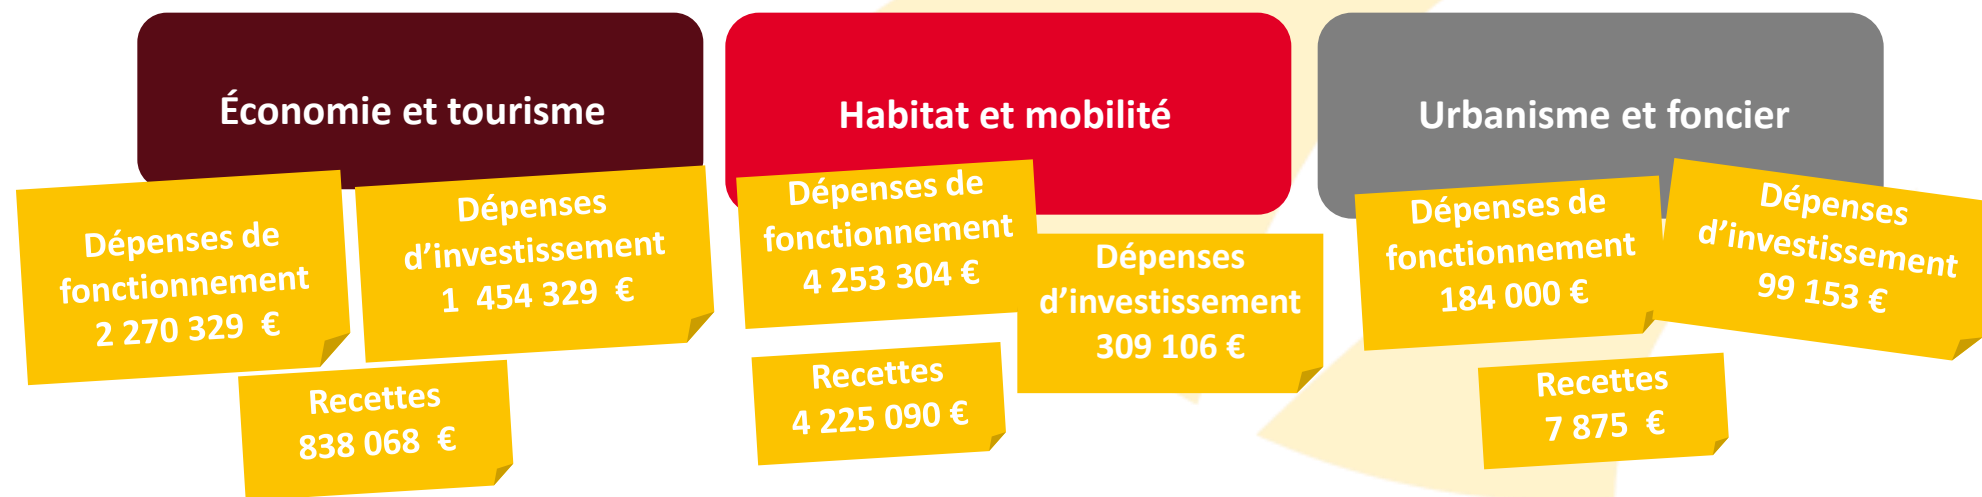 Économie et tourisme
Dépenses de
fonctionnement
2 270 329 €
Dépenses
d’investissement
1 454 329 €
Recettes
838 068 €
Habitat et mobilité
Dépenses de
fonctionnement
4 253 304 €
Dépenses
d’investissement
309 106 €
Recettes
4 225 090 €
Urbanisme et foncier
Dépenses de
fonctionnement
184 000 €
Dépenses
d’investissement
99 153 €
Recettes
7 875 €